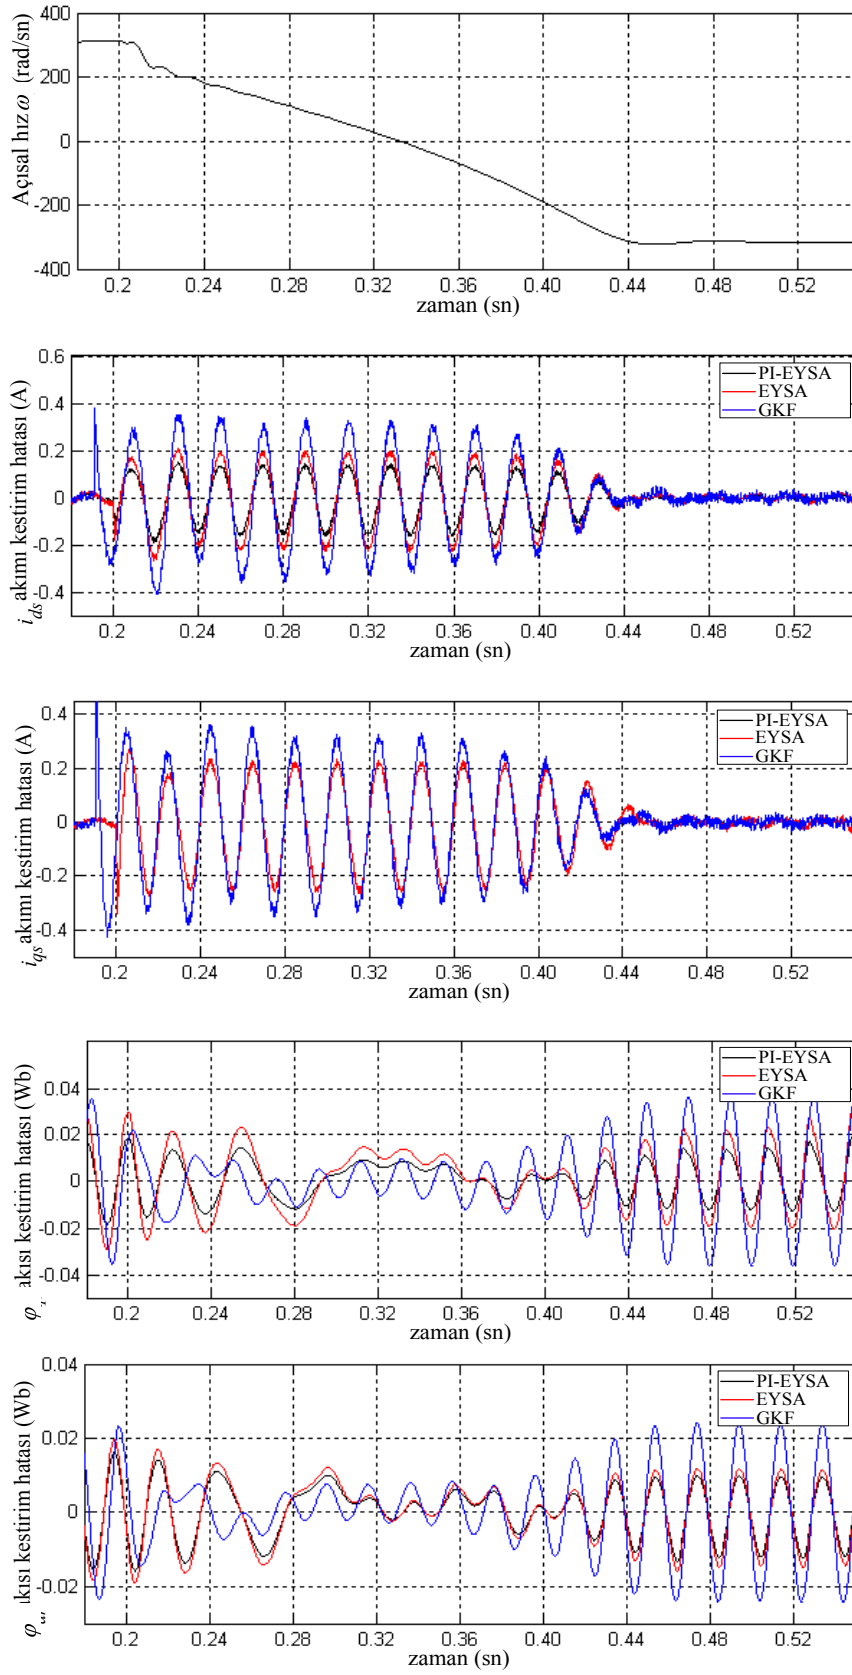 400
200
0
-200
-400
Açısal hız ω (rad/sn)
0.2 0.24 0.28 0.32 0.36 0.40 0.44 0.48 0.52
zaman (sn)
0.6
0.4
0.2
0
-0.2
-0.4
i_ds akımı kestirim hatası (A)
PI-EYSA
EYSA
GKF
0.2 0.24 0.28 0.32 0.36 0.40 0.44 0.48 0.52
zaman (sn)
0.4
0.2
0
-0.2
-0.4
i_qs akımı kestirim hatası (A)
PI-EYSA
EYSA
GKF
0.2 0.24 0.28 0.32 0.36 0.40 0.44 0.48 0.52
zaman (sn)
0.04
0.02
0
-0.02
-0.04
φ kestirim hatası (Wb)
PI-EYSA
EYSA
GKF
0.2 0.24 0.28 0.32 0.36 0.40 0.44 0.48 0.52
zaman (sn)
0.04
0.02
0
-0.02
φ kestirim hatası (Wb)
PI-EYSA
EYSA
GKF
0.2 0.24 0.28 0.32 0.36 0.40 0.44 0.48 0.52
zaman (sn)